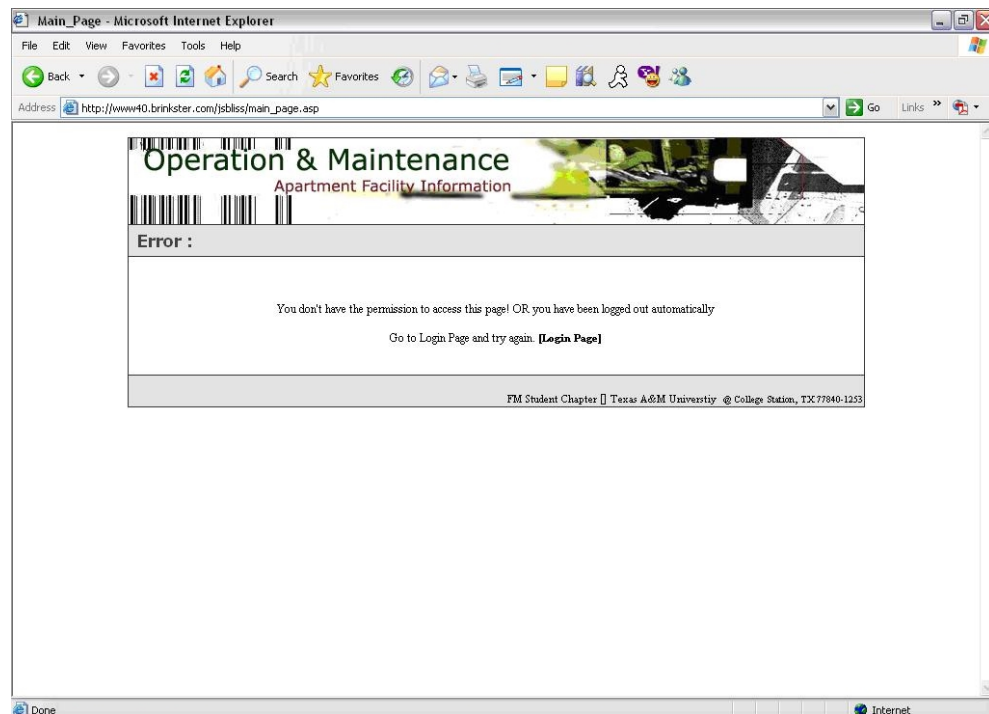 Main_Page - Microsoft Internet Explorer
File Edit View Favorites Tools Help
Back Search Favorites
Address http://www40.brinkster.com/jsbliss/main_page.asp Go Links »
Operation & Maintenance
Apartment Facility Information
Error :
You don't have the permission to access this page! OR you have been logged out automatically
Go to Login Page and try again. [Login Page]
FM Student Chapter [] Texas A&M Universtiy @ College Station, TX 77840-1253
Done Internet